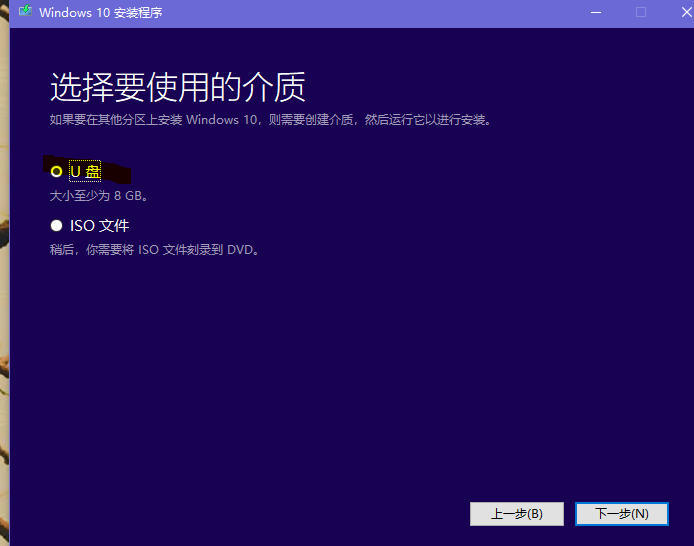 Windows 10 安装程序
选择要使用的介质
如果要在其他分区上安装 Windows 10，则需要创建介质，然后运行它以进行安装。
U 盘
大小至少为 8 GB。
ISO 文件
稍后，你需要将 ISO 文件刻录到 DVD。
上一步(B)
下一步(N)